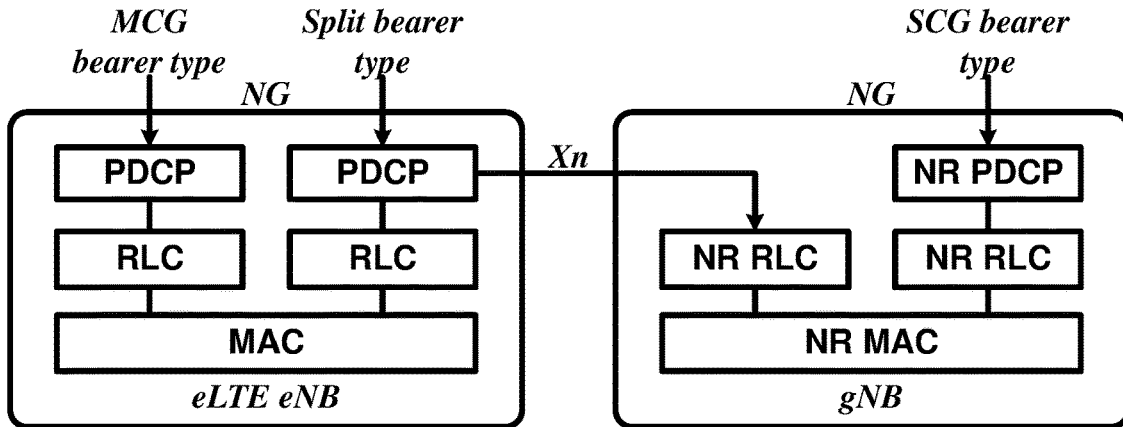 MCG
bearer type
Split bearer
type
SCG bearer
type
NG
NG
Xn
PDCP
PDCP
NR PDCP
RLC
RLC
NR RLC
NR RLC
MAC
NR MAC
eLTE eNB
gNB